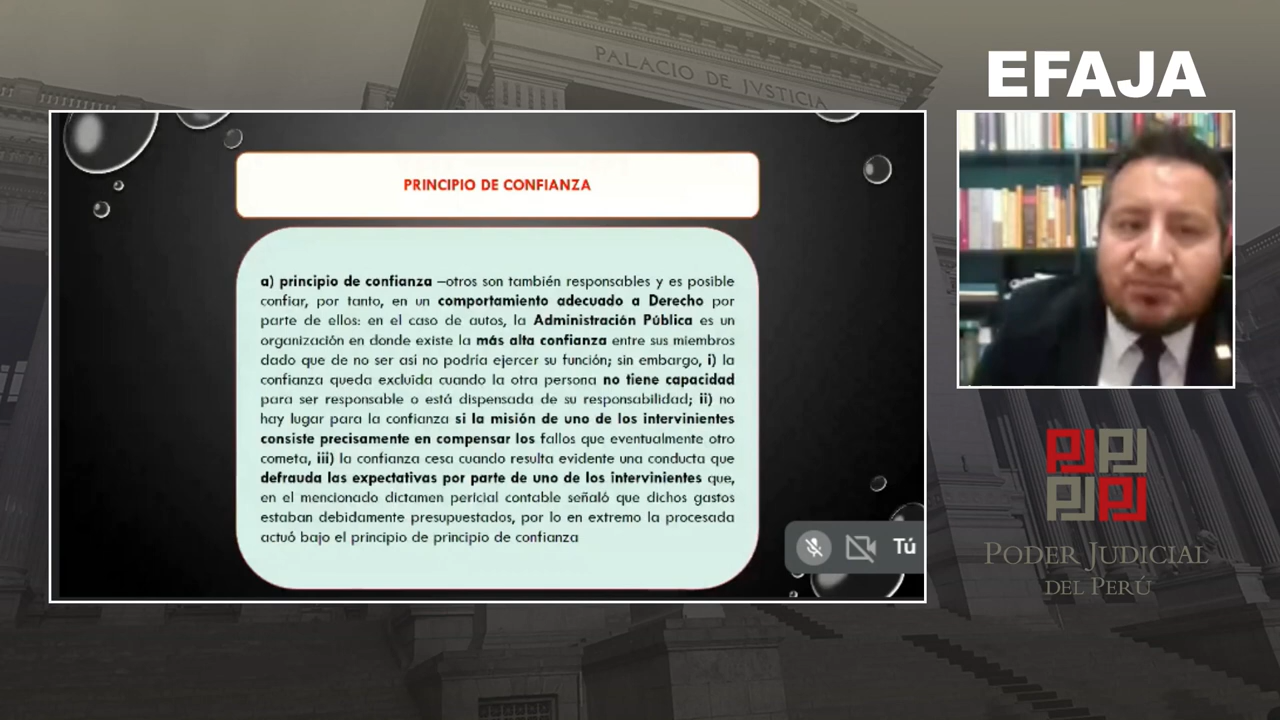 PALACIO DE JVSTICIA
EFAJA
PRINCIPIO DE CONFIANZA
a) principio de confianza –otros son también responsables y es posible
confiar, por tanto, en un comportamiento adecuado a Derecho por
parte de ellos: en el caso de autos, la Administración Pública es un
organización en donde existe la más alta confianza entre sus miembros
dado que de no ser así no podría ejercer su función; sin embargo, i) la
confianza queda excluida cuando la otra persona no tiene capacidad
para ser responsable o está dispensada de su responsabilidad; ii) no
hay lugar para la confianza si la misión de uno de los intervinientes
consiste precisamente en compensar los fallos que eventualmente otro
cometa, iii) la confianza cesa cuando resulta evidente una conducta que
defrauda las expectativas por parte de uno de los intervinientes que,
en el mencionado dictamen pericial contable señaló que dichos gastos
estaban debidamente presupuestados, por lo en extremo la procesada
actuó bajo el principio de principio de confianza
Tú
PODER JUDICIAL
DEL PERÚ